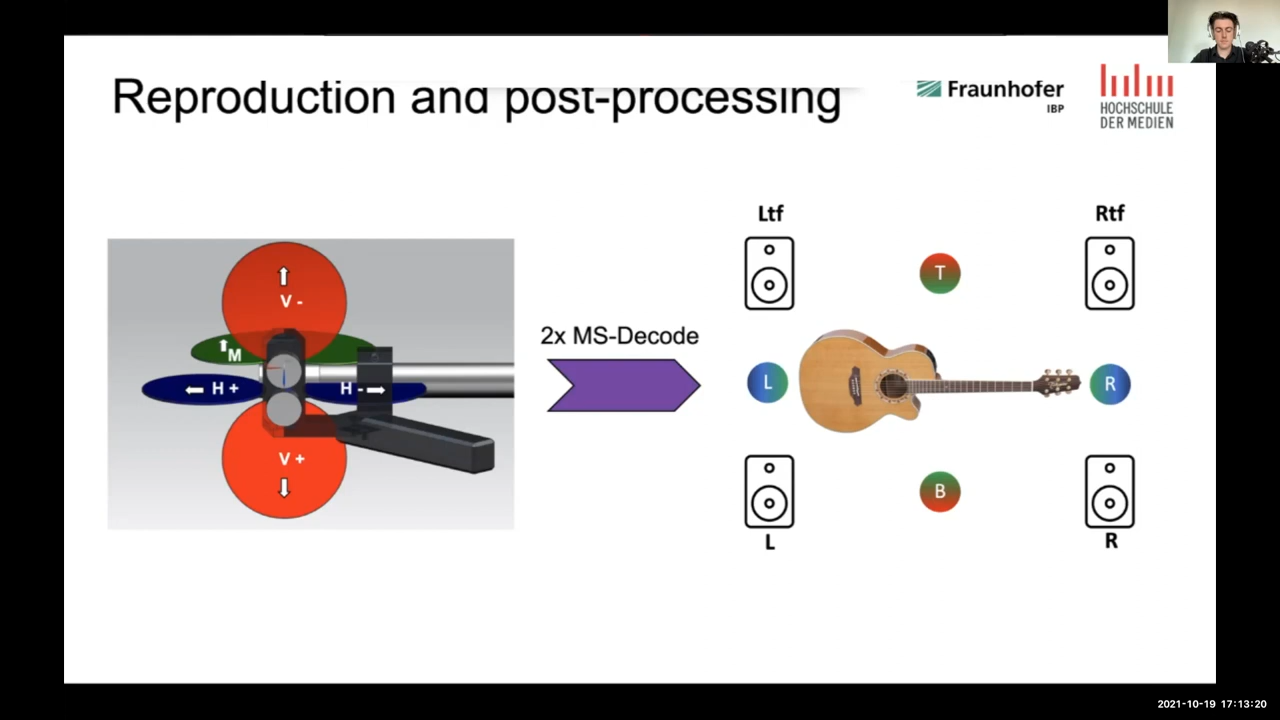 Reproduction and post-processing
Fraunhofer
IBP
HOCHSCHULE
DER MEDIEN
Ltf
Rtf
V -
T
M
2x MS-Decode
H +
H -
L
R
V +
B
L
R
2021-10-19 17:13:20